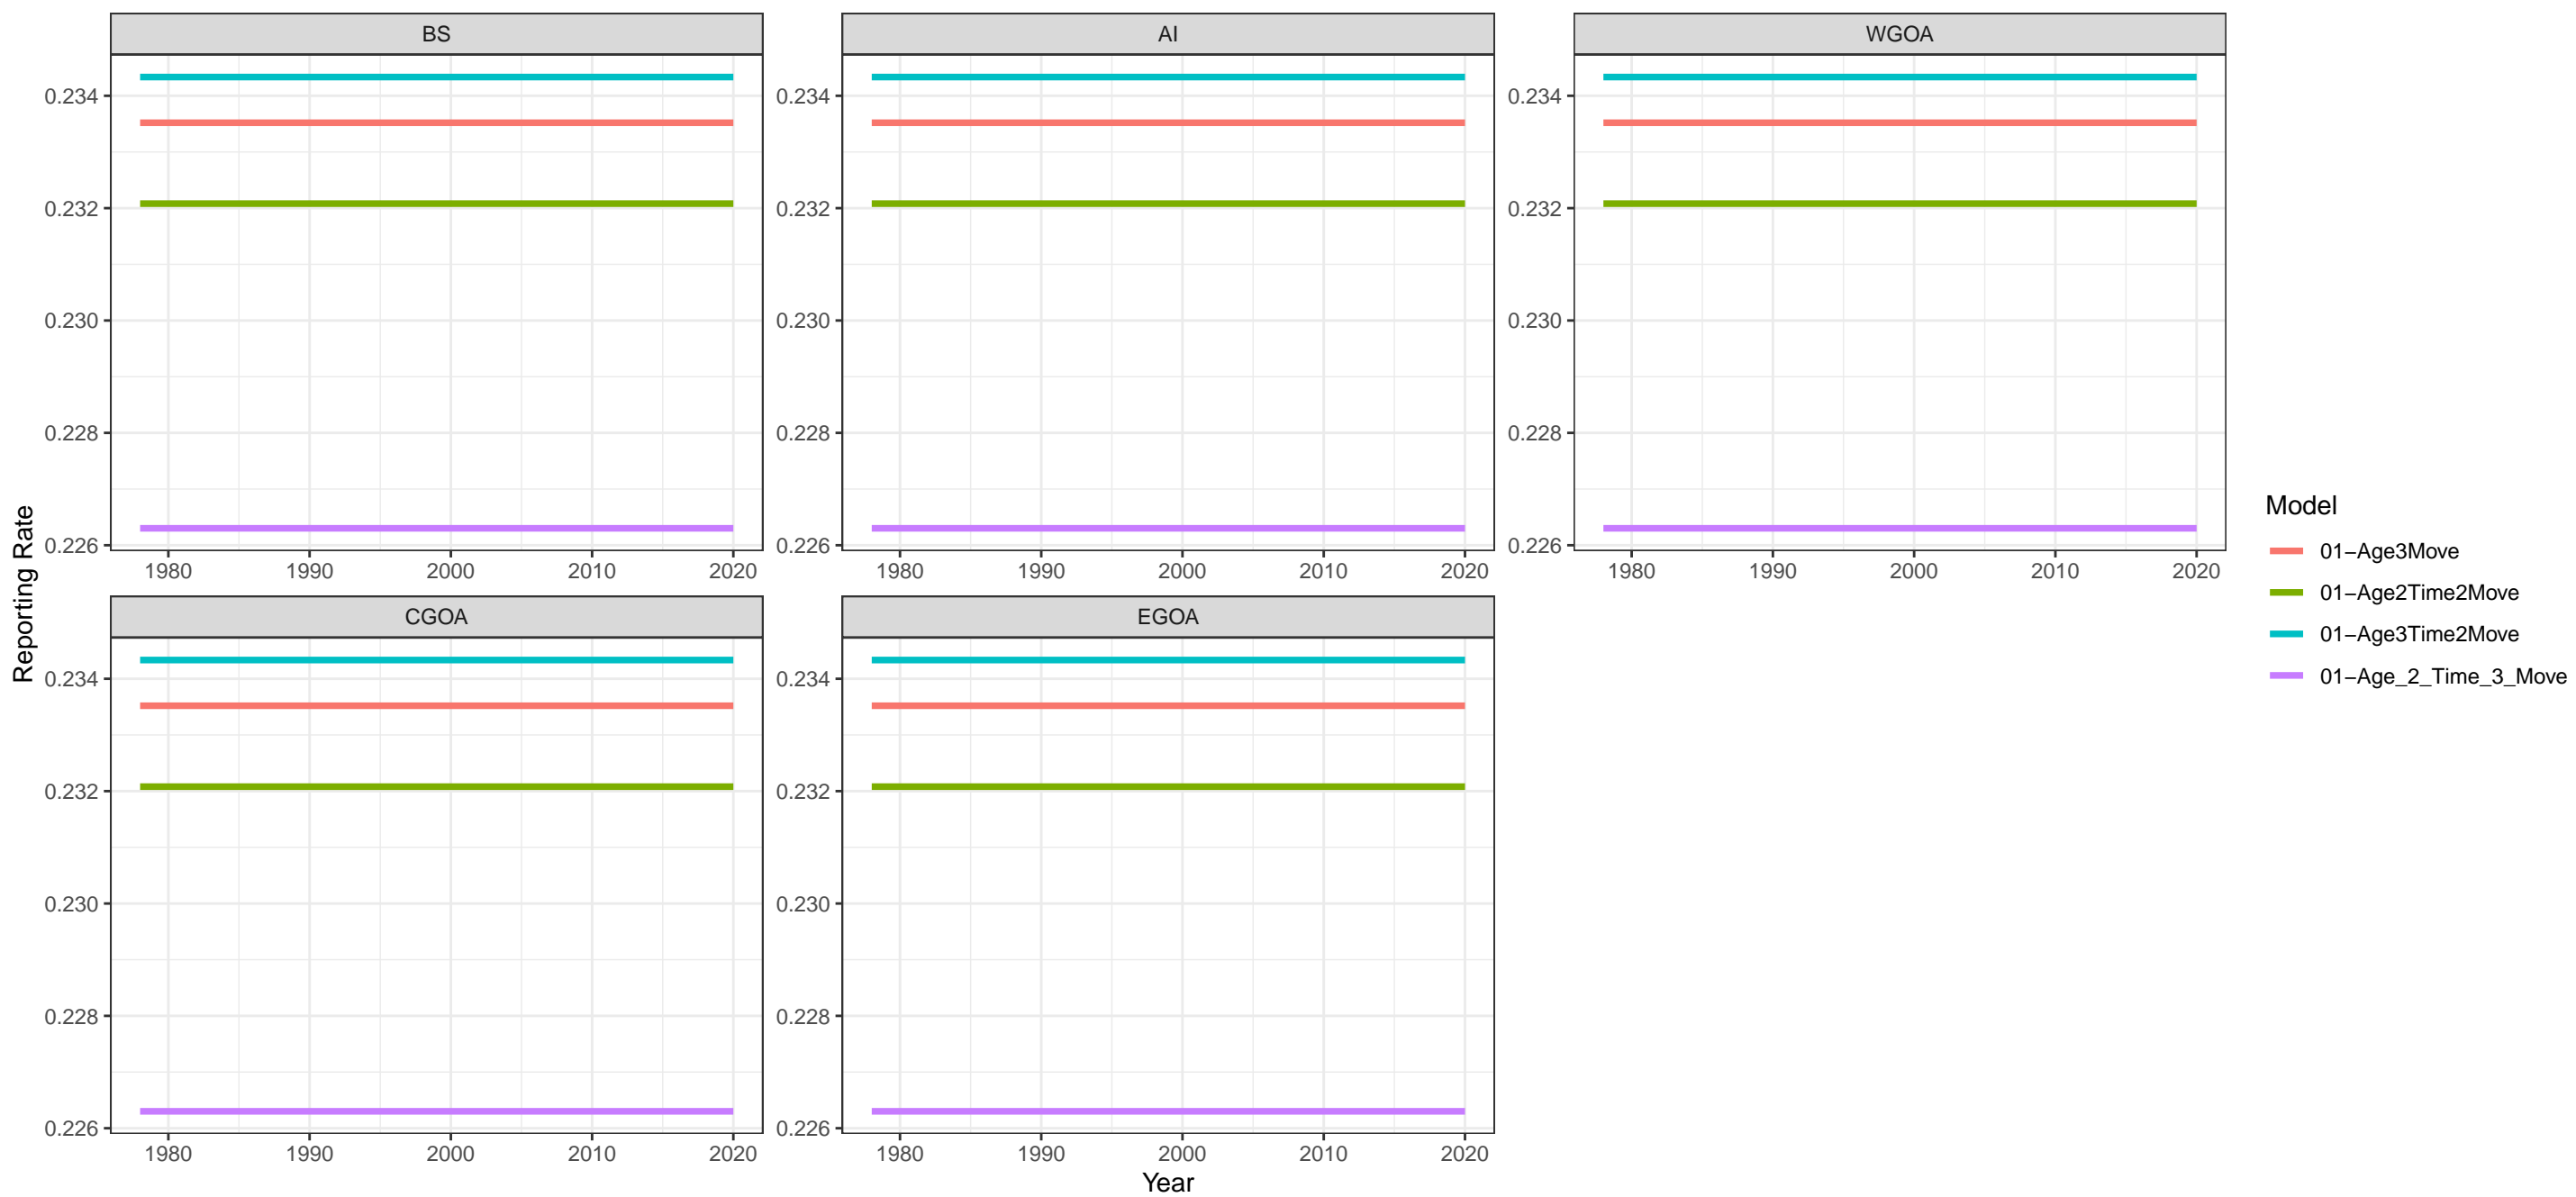 BS
AI
WGOA
0.234
0.232
0.230
0.228
0.226
0.234
0.232
0.230
0.228
0.226
0.234
0.232
0.230
0.228
0.226
1980 1990 2000 2010 2020
1980 1990 2000 2010 2020
1980 1990 2000 2010 2020
CGOA
EGOA
0.234
0.232
0.230
0.228
0.226
0.234
0.232
0.230
0.228
0.226
1980 1990 2000 2010 2020
1980 1990 2000 2010 2020
Reporting Rate
Year
Model
01−Age3Move
01−Age2Time2Move
01−Age3Time2Move
01−Age_2_Time_3_Move